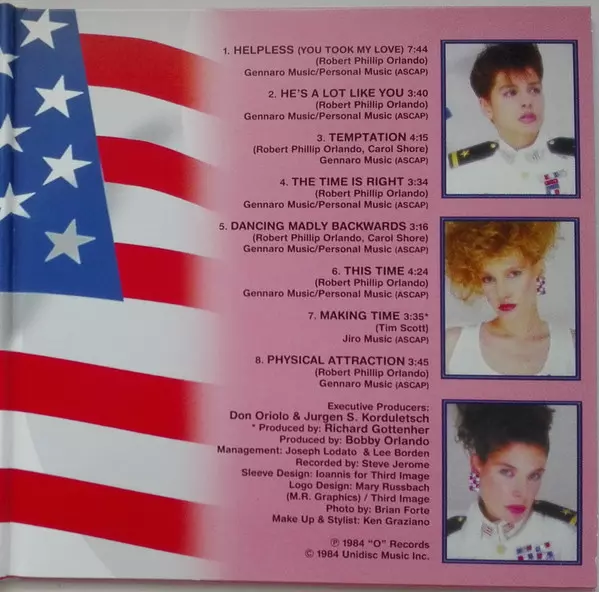 1. HELPLESS (YOU TOOK MY LOVE) 7:44
(Robert Phillip Orlando)
Gennaro Music/Personal Music (ASCAP)
2. HE'S A LOT LIKE YOU 3:40
(Robert Phillip Orlando)
Gennaro Music/Personal Music (ASCAP)
3. TEMPTATION 4:15
(Robert Phillip Orlando, Carol Shore)
Gennaro Music (ASCAP)
4. THE TIME IS RIGHT 3:34
(Robert Phillip Orlando)
Gennaro Music/Personal Music (ASCAP)
5. DANCING MADLY BACKWARDS 3:16
(Robert Phillip Orlando, Carol Shore)
Gennaro Music/Personal Music (ASCAP)
6. THIS TIME 4:24
(Robert Phillip Orlando)
Gennaro Music/Personal Music (ASCAP)
7. MAKING TIME 3:35*
(Tim Scott)
Jiro Music (ASCAP)
8. PHYSICAL ATTRACTION 3:45
(Robert Phillip Orlando)
Gennaro Music (ASCAP)
Executive Producers:
Don Oriolo & Jurgen S. Korduletsch
* Produced by: Richard Gottenher
Produced by: Bobby Orlando
Management: Joseph Lodato & Lee Borden
Recorded by: Steve Jerome
Sleeve Design: Ioannis for Third Image
Logo Design: Mary Russbach
(M.R. Graphics) / Third Image
Photo by: Brian Forte
Make Up & Stylist: Ken Graziano
℗ 1984 "O" Records
© 1984 Unidisc Music Inc.